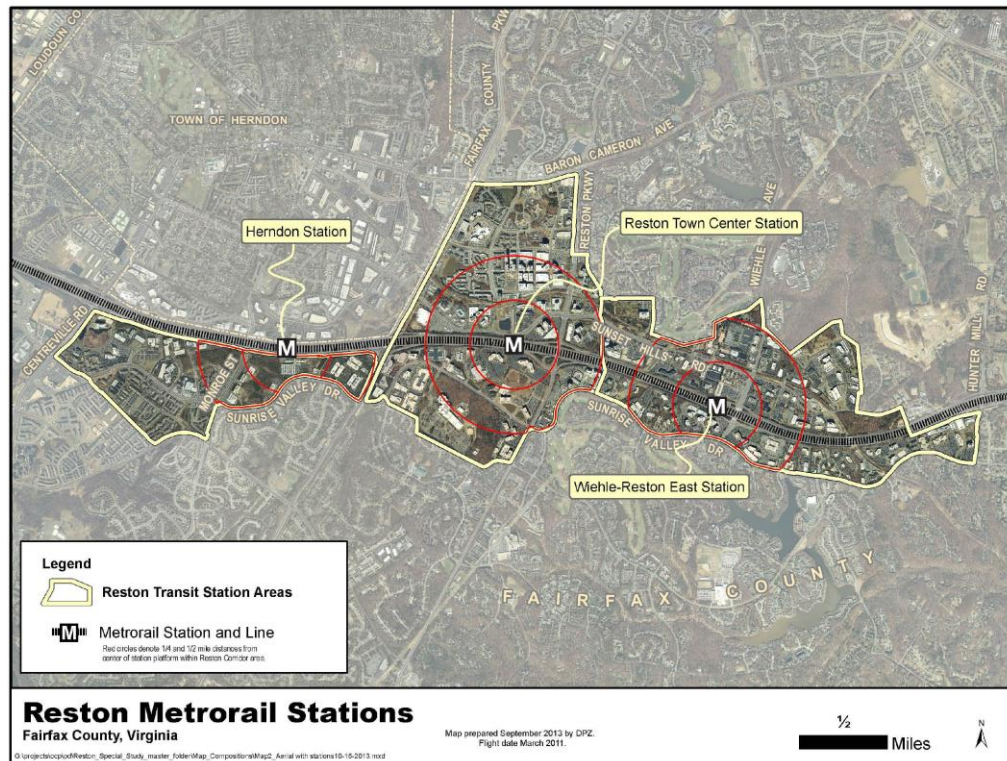 LOUDOUN CO
TOWN OF HERNDON
FAIRFAX
COUNTY
PKWY
BARON CAMERON AVE
RESTON PKWY
WIEHLE
AVE
HUNTER MILL RD
CENTREVILLE RD
Herndon Station
Reston Town Center Station
M
M
M
SUNSET HILLS RD
MONROE ST
SUNRISE VALLEY DR
SUNRISE VALLEY DR
Wiehle-Reston East Station
FAIRFAX COUNTY
Legend
Reston Transit Station Areas
M Metrorail Station and Line
Red circles denote 1/4 and 1/2 mile distances from
center of station platform within Reston Corridor area.
Reston Metrorail Stations
Fairfax County, Virginia
Map prepared September 2013 by DPZ.
Flight date March 2011.
½
Miles
N